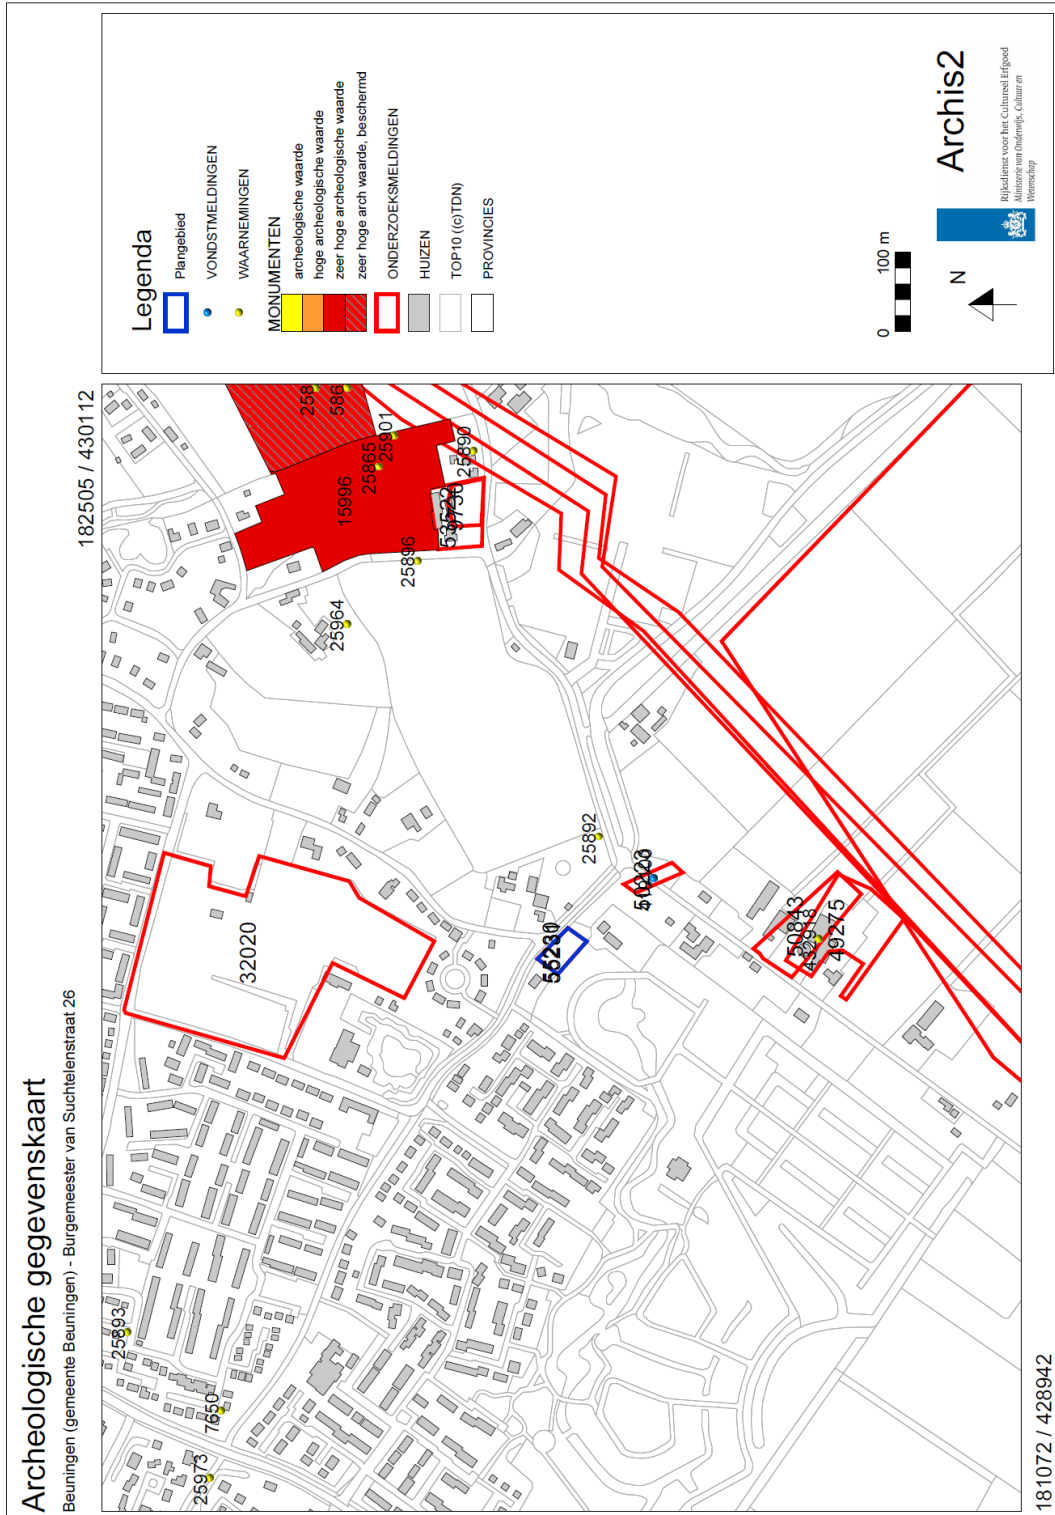 Archeologische gegevenskaart
Beuningen (gemeente Beuningen) - Burgemeester van Suchtelenstraat 26
182505 / 430112
25893
7650
25973
32020
25964
15996
25865
25901
25896
25890
9730
25892
432918
50843
49275
181072 / 428942
Legenda
Plangebied
VONDSTMELDINGEN
WAARNEMINGEN
MONUMENTEN
archeologische waarde
hoge archeologische waarde
zeer hoge archeologische waarde
zeer hoge arch waarde, beschermd
ONDERZOEKSMELDINGEN
HUIZEN
TOP10 ((c)TDN)
PROVINCIES
0
100 m
N
Archis2
Rijksdienst voor het Cultureel Erfgoed
Ministerie van Onderwijs, Cultuur en
Wetenschap